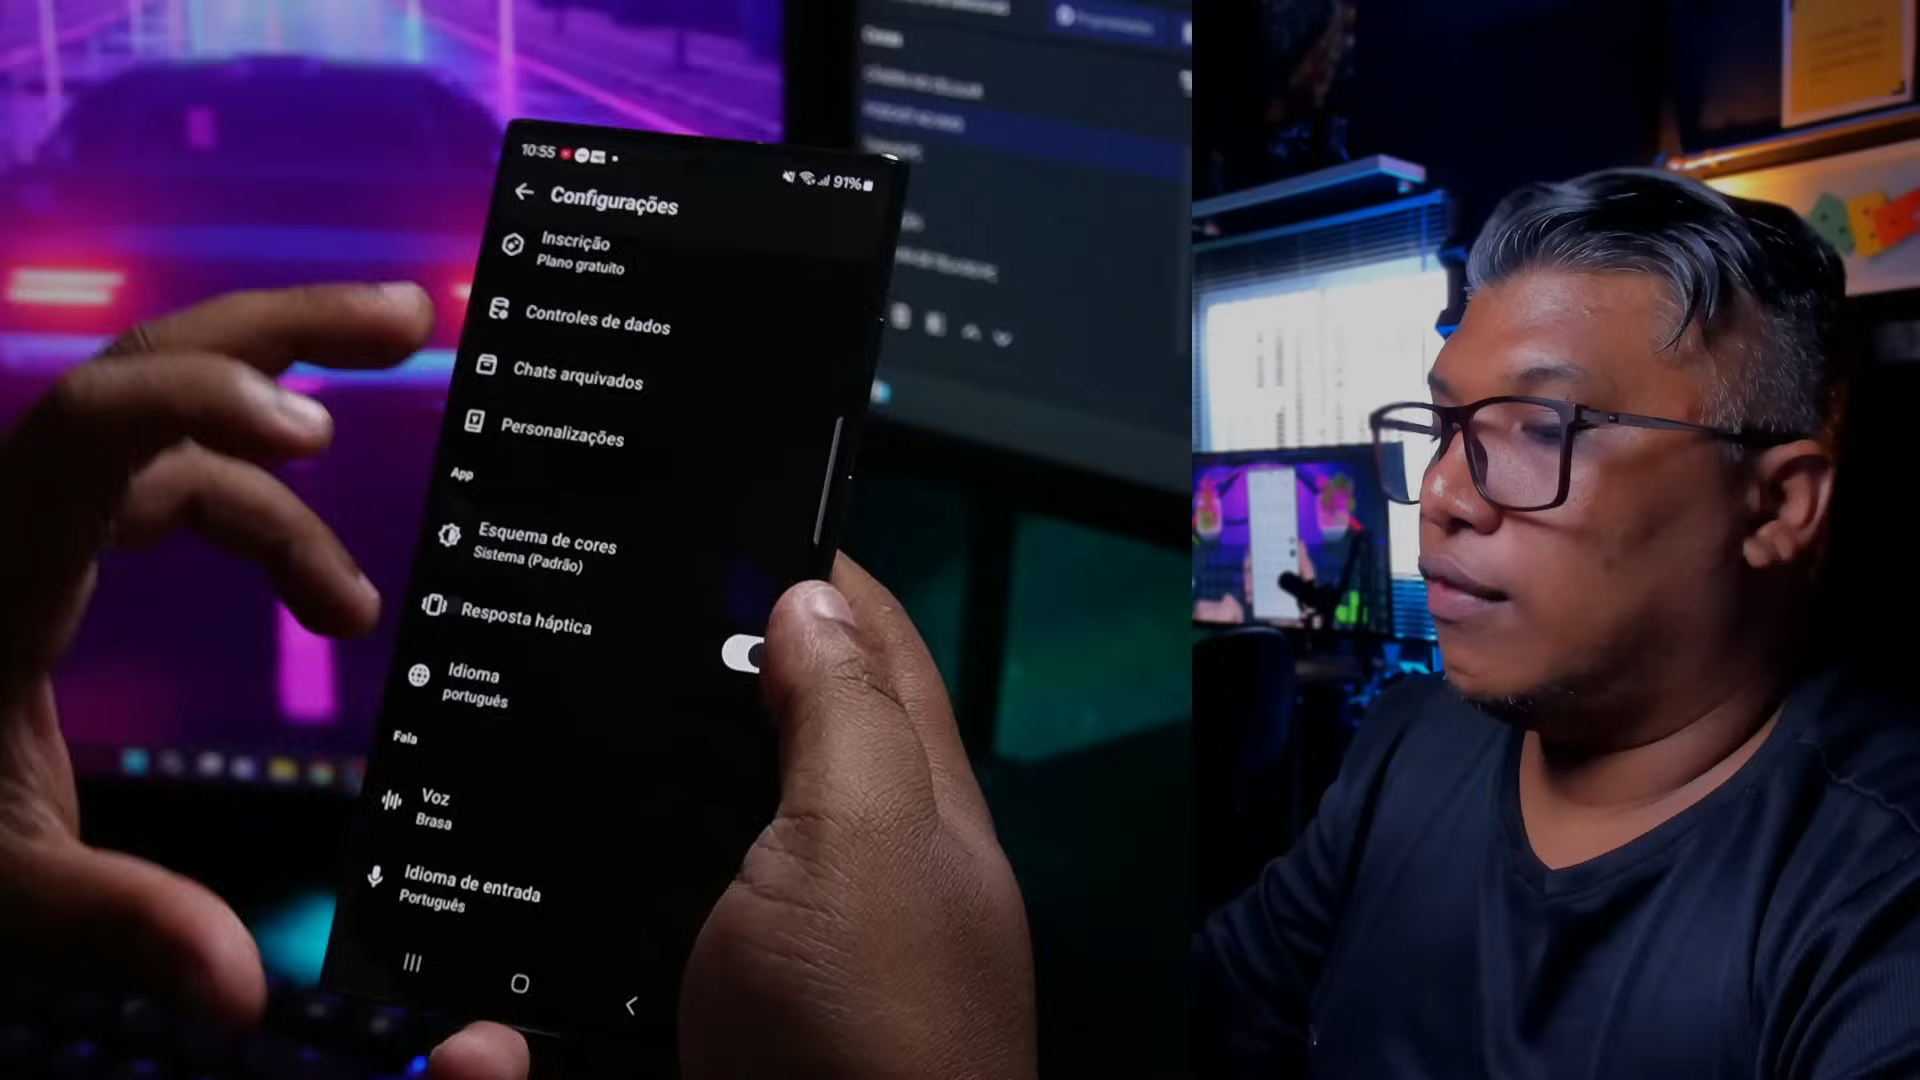 10:55
91%
Configurações
Inscrição
Plano gratuito
Controles de dados
Chats arquivados
Personalizações
App
Esquema de cores
Sistema (Padrão)
Resposta háptica
Idioma
português
Fala
Voz
Brasa
Idioma de entrada
Português